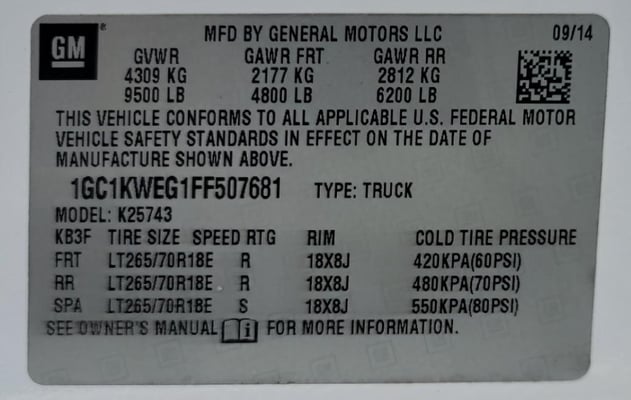 GM® MFD BY GENERAL MOTORS LLC 09/14
GVWR GAWR FRT GAWR RR
4309 KG 2177 KG 2812 KG
9500 LB 4800 LB 6200 LB
THIS VEHICLE CONFORMS TO ALL APPLICABLE U.S. FEDERAL MOTOR
VEHICLE SAFETY STANDARDS IN EFFECT ON THE DATE OF
MANUFACTURE SHOWN ABOVE.
1GC1KWEG1FF507681 TYPE: TRUCK
MODEL: K25743
KB3F TIRE SIZE SPEED RTG RIM COLD TIRE PRESSURE
FRT LT265/70R18E R 18X8J 420KPA(60PSI)
RR LT265/70R18E R 18X8J 480KPA(70PSI)
SPA LT265/70R18E S 18X8J 550KPA(80PSI)
SEE OWNER'S MANUAL i FOR MORE INFORMATION.